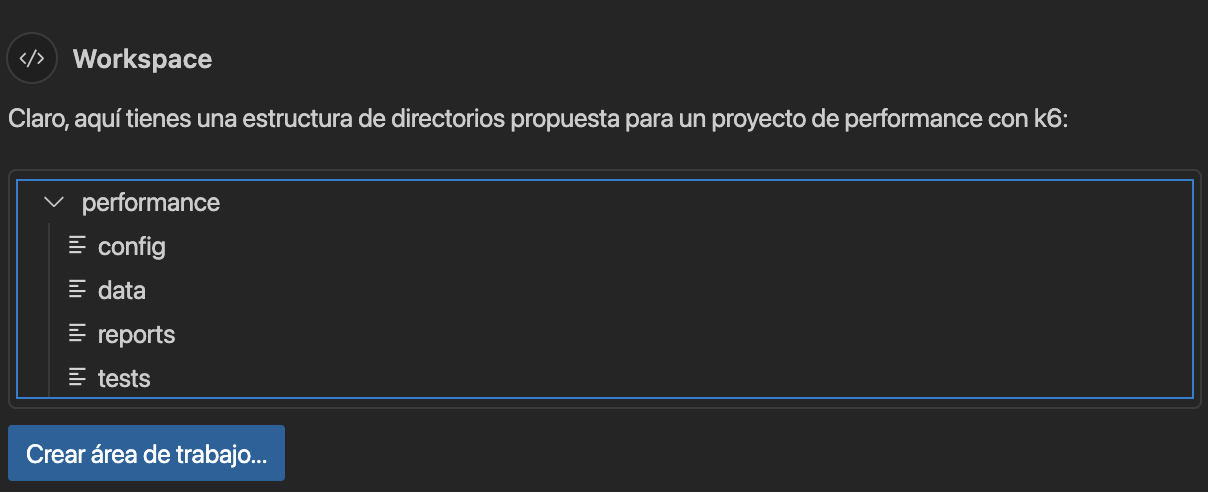 </>
Workspace
Claro, aquí tienes una estructura de directorios propuesta para un proyecto de performance con k6:
performance
config
data
reports
tests
Crear área de trabajo...